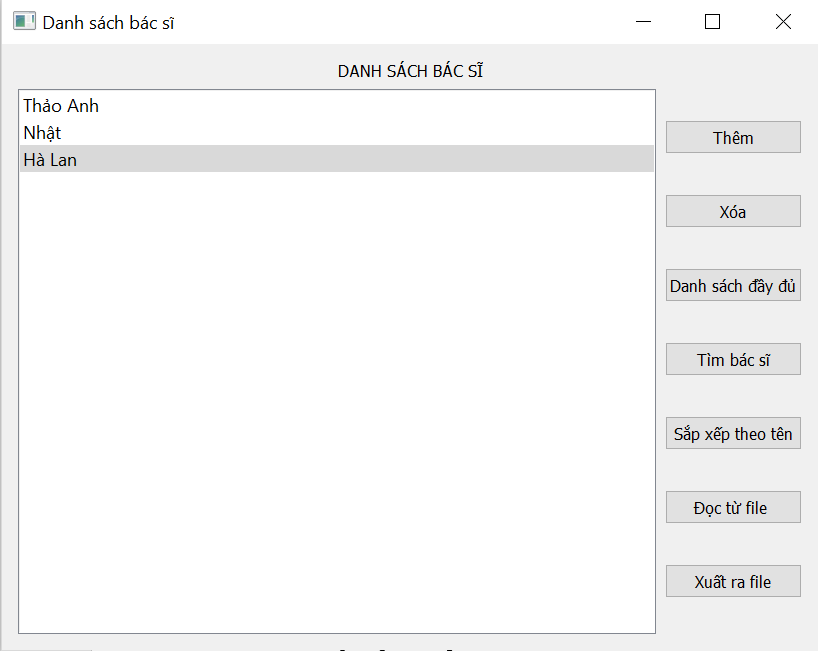 Danh sách bác sĩ
DANH SÁCH BÁC SĨ
Thảo Anh
Nhật
Hà Lan
Thêm
Xóa
Danh sách đầy đủ
Tìm bác sĩ
Sắp xếp theo tên
Đọc từ file
Xuất ra file